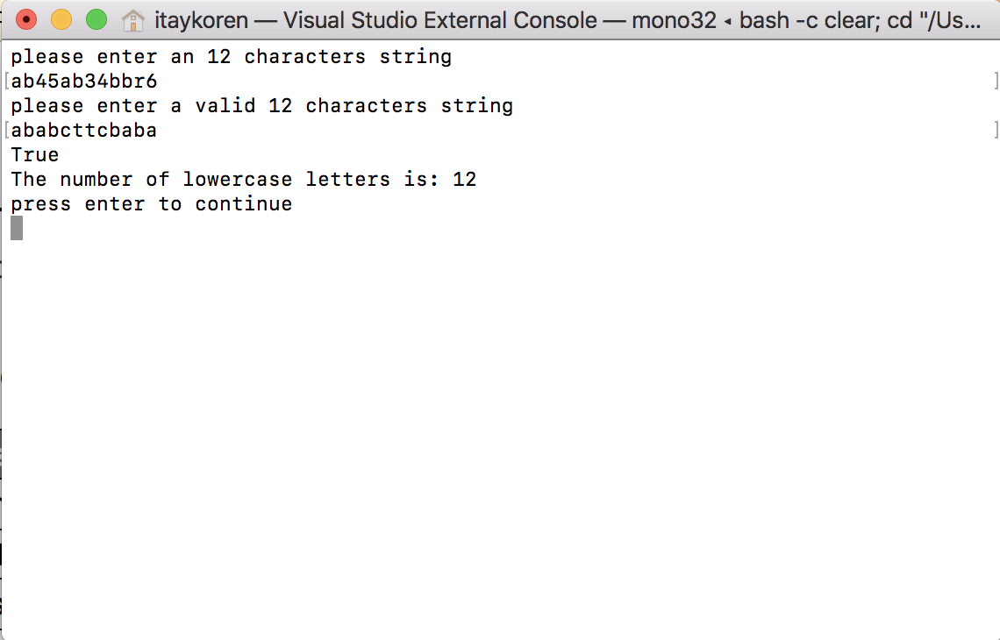 itaykoren — Visual Studio External Console — mono32 ◂ bash -c clear; cd "/Us...
please enter an 12 characters string
[ab45ab34bbr6 ]
please enter a valid 12 characters string
[ababcttcbaba ]
True
The number of lowercase letters is: 12
press enter to continue